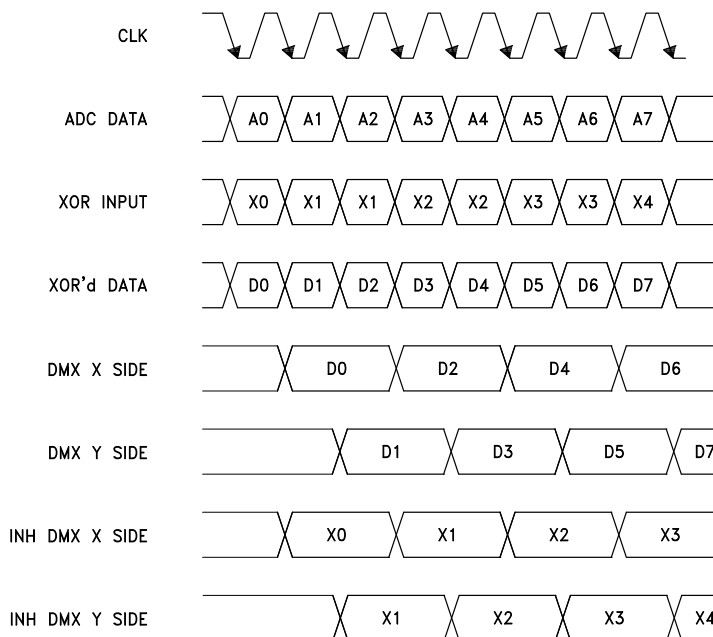 CLK
ADC DATA A0 A1 A2 A3 A4 A5 A6 A7
XOR INPUT X0 X1 X1 X2 X2 X3 X3 X4
XOR'd DATA D0 D1 D2 D3 D4 D5 D6 D7
DMX X SIDE D0 D2 D4 D6
DMX Y SIDE D1 D3 D5 D7
INH DMX X SIDE X0 X1 X2 X3
INH DMX Y SIDE X1 X2 X3 X4